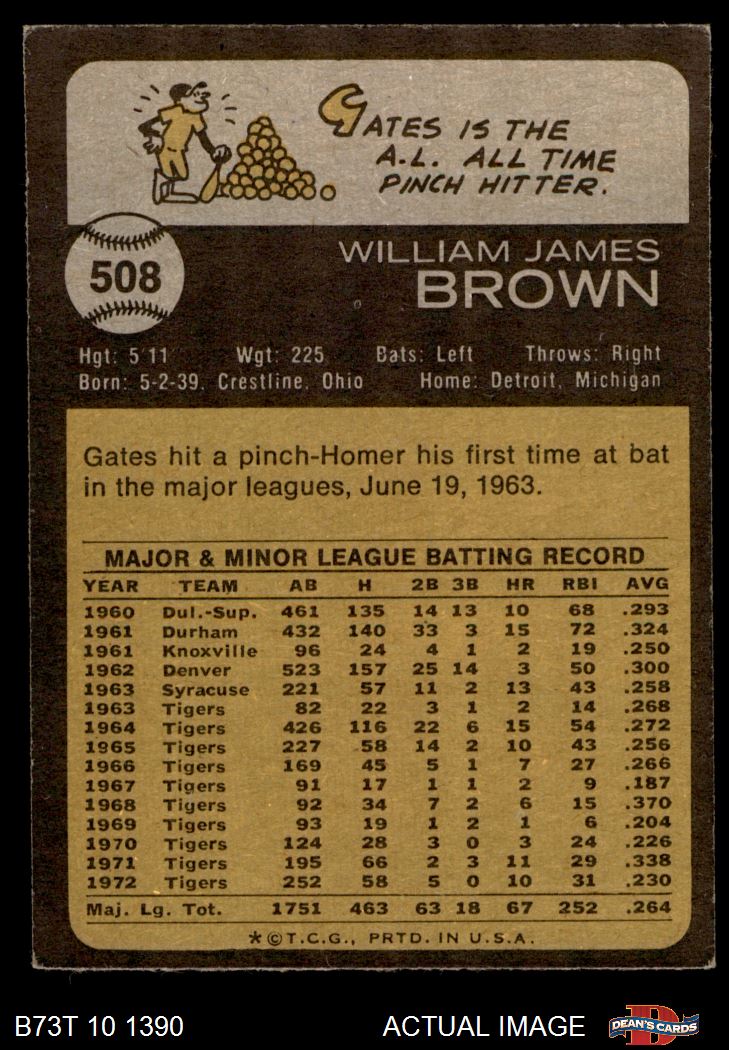 GATES IS THE
A.L. ALL TIME
PINCH HITTER.
508
WILLIAM JAMES
BROWN
Hgt: 5'11 Wgt: 225 Bats: Left Throws: Right
Born: 5-2-39, Crestline, Ohio Home: Detroit, Michigan
Gates hit a pinch-Homer his first time at bat
in the major leagues, June 19, 1963.
MAJOR & MINOR LEAGUE BATTING RECORD
YEAR TEAM AB H 2B 3B HR RBI AVG
1960 Dul.-Sup. 461 135 14 13 10 68 .293
1961 Durham 432 140 33 3 15 72 .324
1961 Knoxville 96 24 4 1 2 19 .250
1962 Denver 523 157 25 14 3 50 .300
1963 Syracuse 221 57 11 2 13 43 .258
1963 Tigers 82 22 3 1 2 14 .268
1964 Tigers 426 116 22 6 15 54 .272
1965 Tigers 227 58 14 2 10 43 .256
1966 Tigers 169 45 5 1 7 27 .266
1967 Tigers 91 17 1 1 2 9 .187
1968 Tigers 92 34 7 2 6 15 .370
1969 Tigers 93 19 1 2 1 6 .204
1970 Tigers 124 28 3 0 3 24 .226
1971 Tigers 195 66 2 3 11 29 .338
1972 Tigers 252 58 5 0 10 31 .230
Maj. Lg. Tot. 1751 463 63 18 67 252 .264
*©T.C.G., PRTD. IN U.S.A.
B73T 10 1390 ACTUAL IMAGE D DEAN'S CARDS